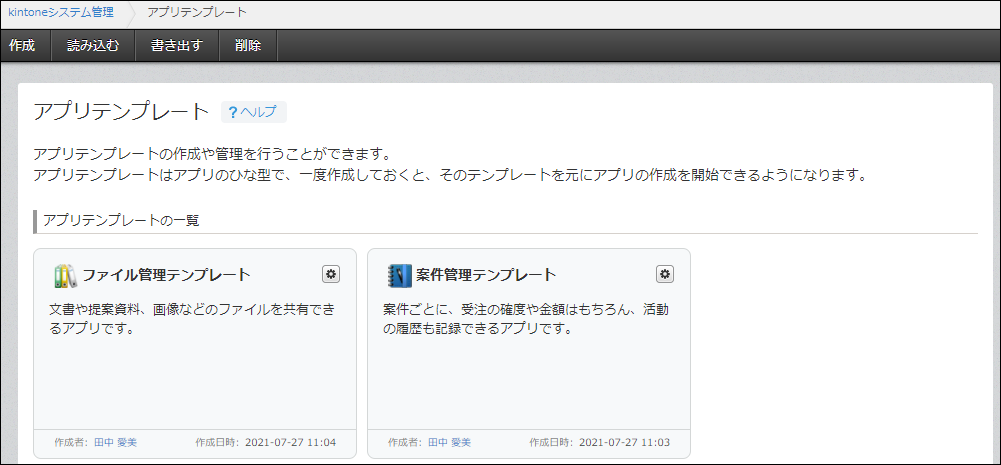 kintoneシステム管理 アプリテンプレート
作成 読み込む 書き出す 削除
アプリテンプレート ?ヘルプ
アプリテンプレートの作成や管理を行うことができます。
アプリテンプレートはアプリのひな型で、一度作成しておくと、そのテンプレートを元にアプリの作成を開始できるようになります。
アプリテンプレートの一覧
ファイル管理テンプレート
文書や提案資料、画像などのファイルを共有でき
るアプリです。
作成者: 田中 愛美 作成日時: 2021-07-27 11:04
案件管理テンプレート
案件ごとに、受注の確度や金額はもちろん、活動
の履歴も記録できるアプリです。
作成者: 田中 愛美 作成日時: 2021-07-27 11:03